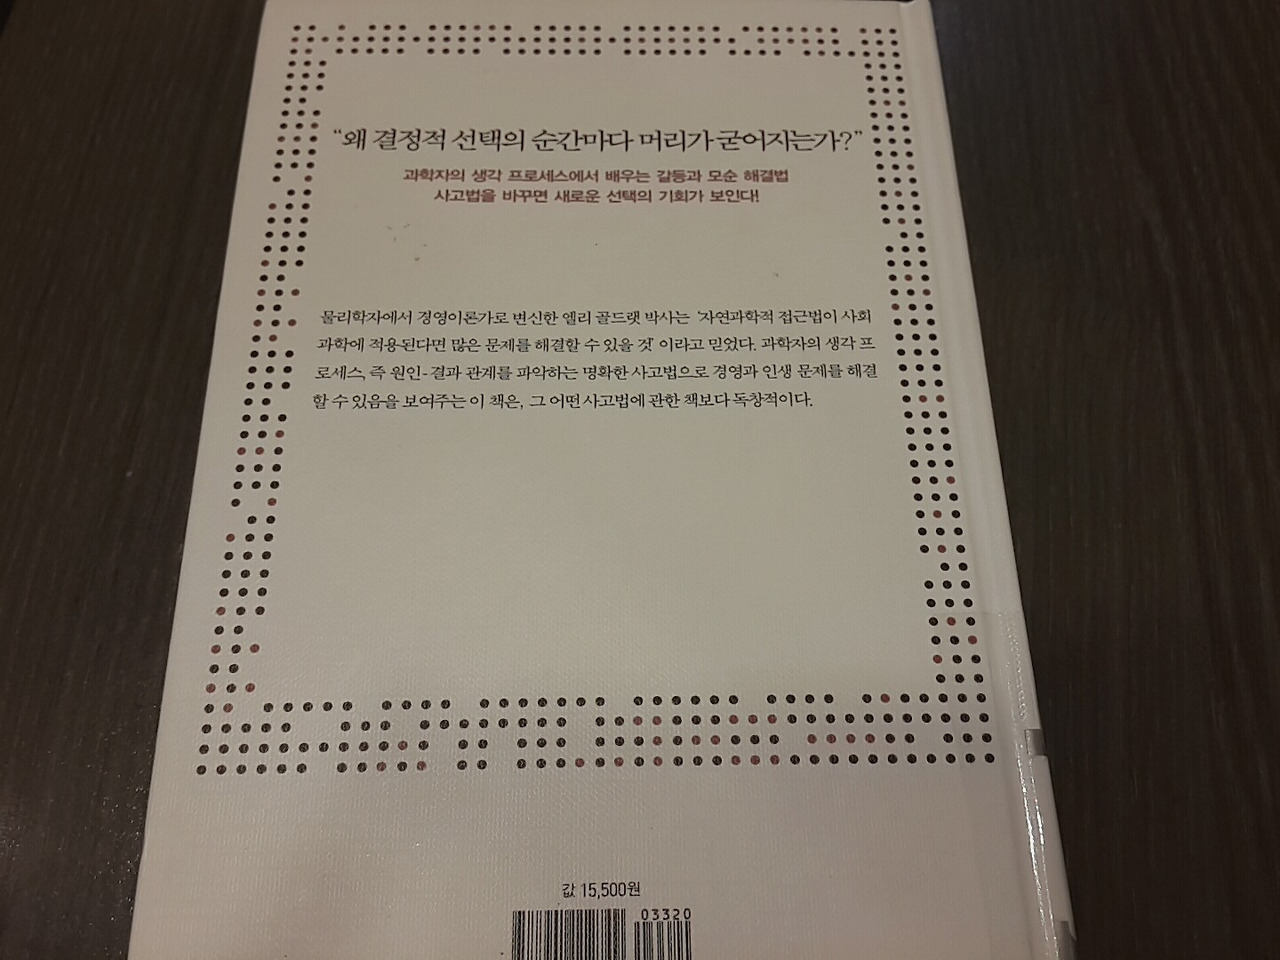 “왜 결정적 선택의 순간마다 머리가 굳어지는가?”
과학자의 생각 프로세스에서 배우는 갈등과 모순 해결법
사고법을 바꾸면 새로운 선택의 기회가 보인다!
물리학자에서 경영이론가로 변신한 엘리 골드랫 박사는 ‘자연과학적 접근법이 사회
과학에 적용된다면 많은 문제를 해결할 수 있을 것’ 이라고 믿었다. 과학자의 생각 프
로세스, 즉 원인-결과 관계를 파악하는 명확한 사고법으로 경영과 인생 문제를 해결
할 수 있음을 보여주는 이 책은, 그 어떤 사고법에 관한 책보다 독창적이다.
값 15,500원
03320